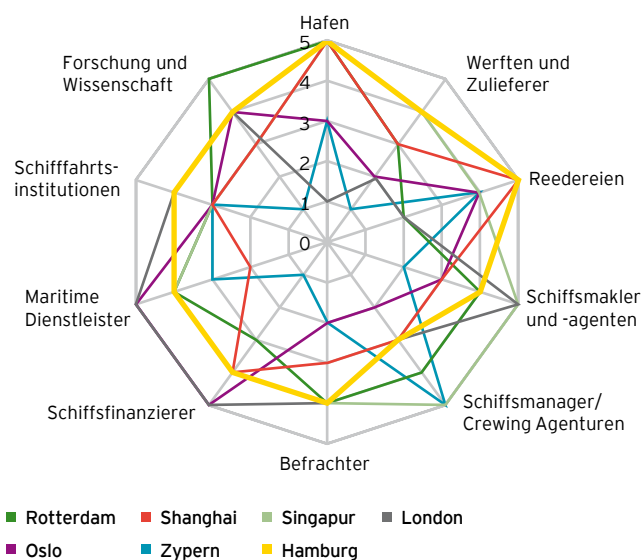 Hafen
Werften und
Zulieferer
Reedereien
Schiffsmakler
und -agenten
Schiffsmanager/
Crewing Agenturen
Befrachter
Schiffsfinanzierer
Maritime
Dienstleister
Schifffahrts-
institutionen
Forschung und
Wissenschaft
5
4
3
2
1
0
Rotterdam
Shanghai
Singapur
London
Oslo
Zypern
Hamburg